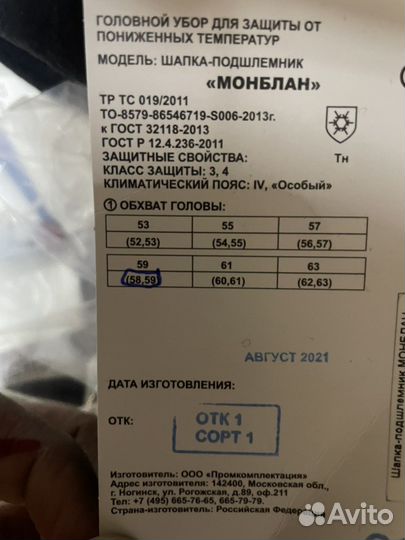 ГОЛОВНОЙ УБОР ДЛЯ ЗАЩИТЫ ОТ
ПОНИЖЕННЫХ ТЕМПЕРАТУР
МОДЕЛЬ: ШАПКА-ПОДШЛЕМНИК
«МОНБЛАН»
ТР ТС 019/2011
ТО-8579-86546719-S006-2013г.
к ГОСТ 32118-2013
ГОСТ Р 12.4.236-2011
ЗАЩИТНЫЕ СВОЙСТВА: Тн
КЛАСС ЗАЩИТЫ: 3, 4
КЛИМАТИЧЕСКИЙ ПОЯС: IV, «Особый»
① ОБХВАТ ГОЛОВЫ:
53 55 57
(52,53) (54,55) (56,57)
59 61 63
(58,59) (60,61) (62,63)
АВГУСТ 2021
ДАТА ИЗГОТОВЛЕНИЯ:
ОТК: ОТК 1
СОРТ 1
Изготовитель: ООО «Промкомплектация»
Адрес изготовителя: 142400, Московская обл.,
г. Ногинск, ул. Рогожская, д.89, оф.211
Тел: +7 (495) 665-76-65, 665-79-79.
Страна-изготовитель: Российская
Шапка-подшлемник МОНБЛАН
Avito